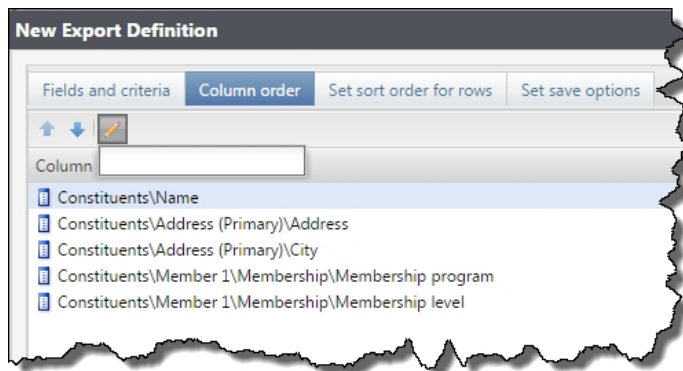 New Export Definition
Fields and criteria Column order Set sort order for rows Set save options
Column
Constituents\Name
Constituents\Address (Primary)\Address
Constituents\Address (Primary)\City
Constituents\Member 1\Membership\Membership program
Constituents\Member 1\Membership\Membership level